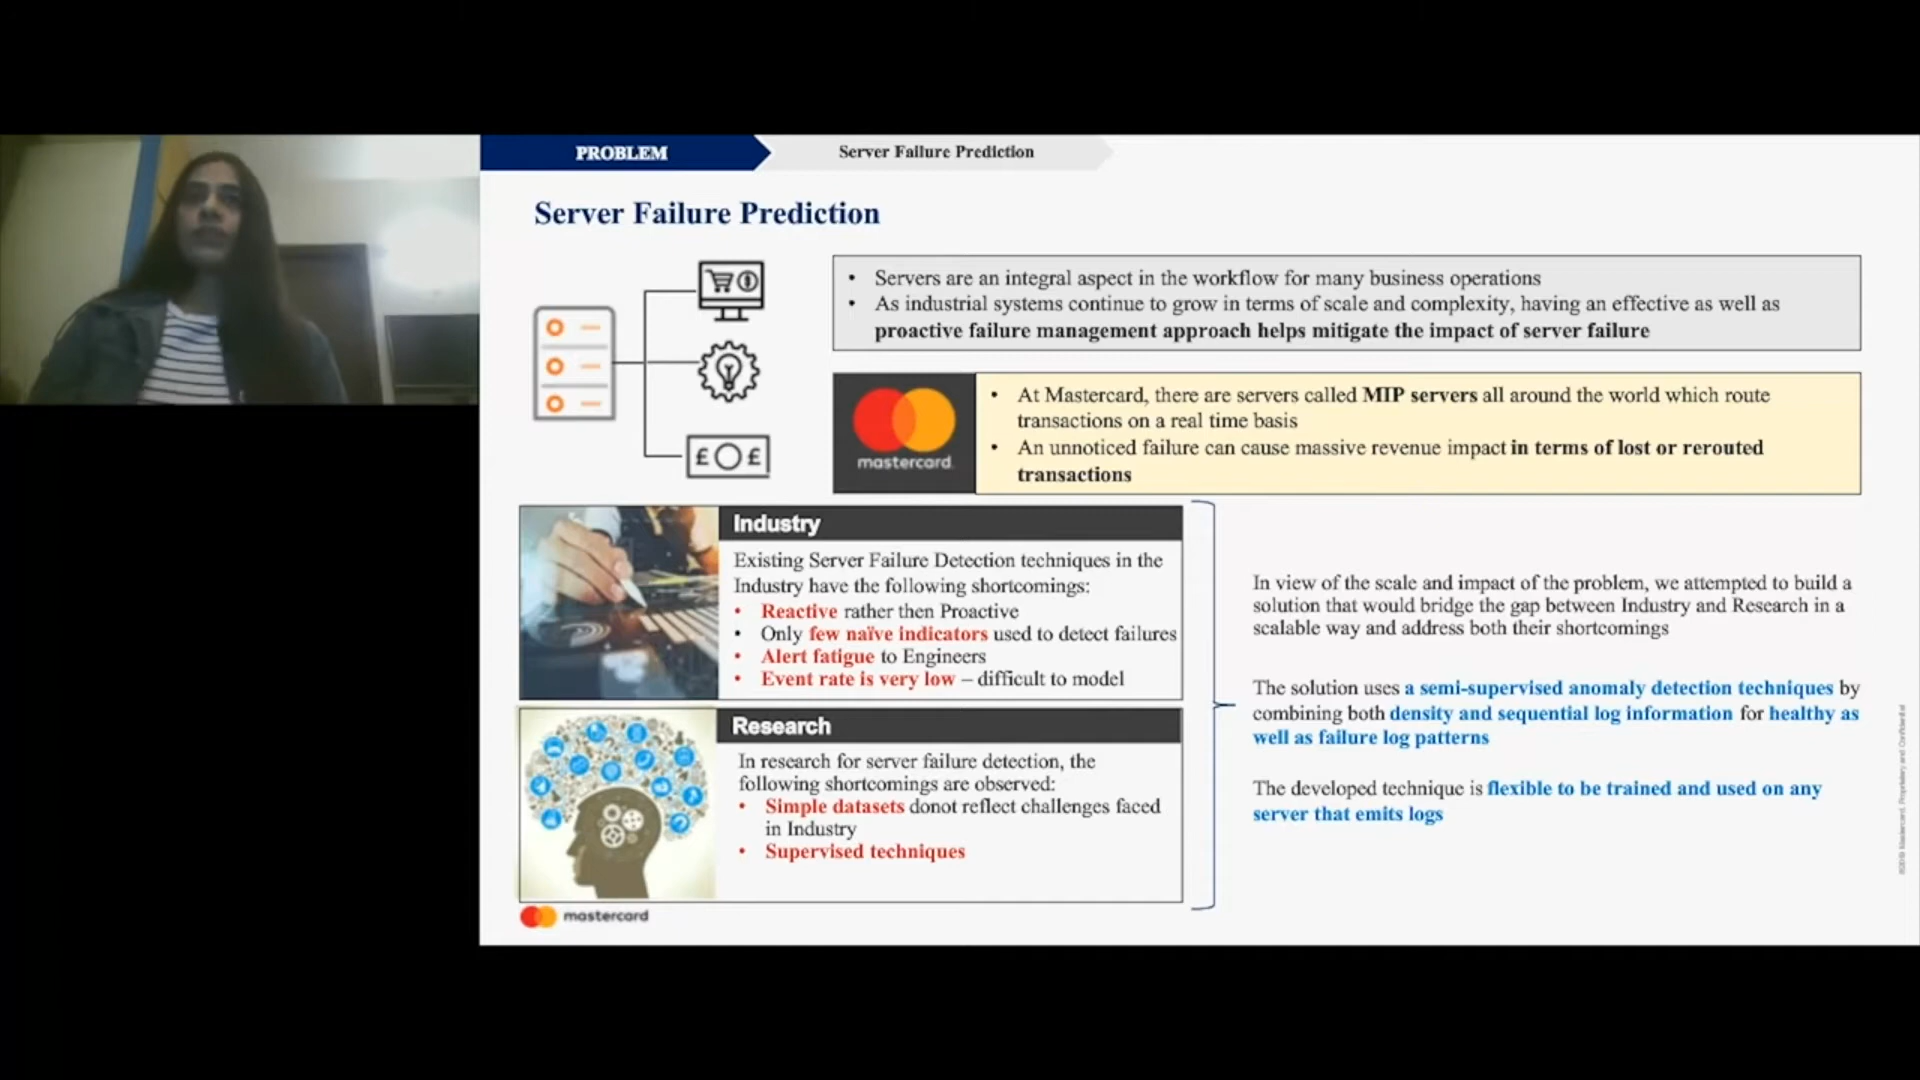 PROBLEM
Server Failure Prediction
Server Failure Prediction
• Servers are an integral aspect in the workflow for many business operations
• As industrial systems continue to grow in terms of scale and complexity, having an effective as well as
proactive failure management approach helps mitigate the impact of server failure
£ £
mastercard.
• At Mastercard, there are servers called MIP servers all around the world which route
transactions on a real time basis
• An unnoticed failure can cause massive revenue impact in terms of lost or rerouted
transactions
Industry
Existing Server Failure Detection techniques in the
Industry have the following shortcomings:
• Reactive rather then Proactive
• Only few naïve indicators used to detect failures
• Alert fatigue to Engineers
• Event rate is very low – difficult to model
Research
In research for server failure detection, the
following shortcomings are observed:
• Simple datasets donot reflect challenges faced
in Industry
• Supervised techniques
In view of the scale and impact of the problem, we attempted to build a
solution that would bridge the gap between Industry and Research in a
scalable way and address both their shortcomings
The solution uses a semi-supervised anomaly detection techniques by
combining both density and sequential log information for healthy as
well as failure log patterns
The developed technique is flexible to be trained and used on any
server that emits logs
mastercard
Mastercard. Proprietary and Confidential